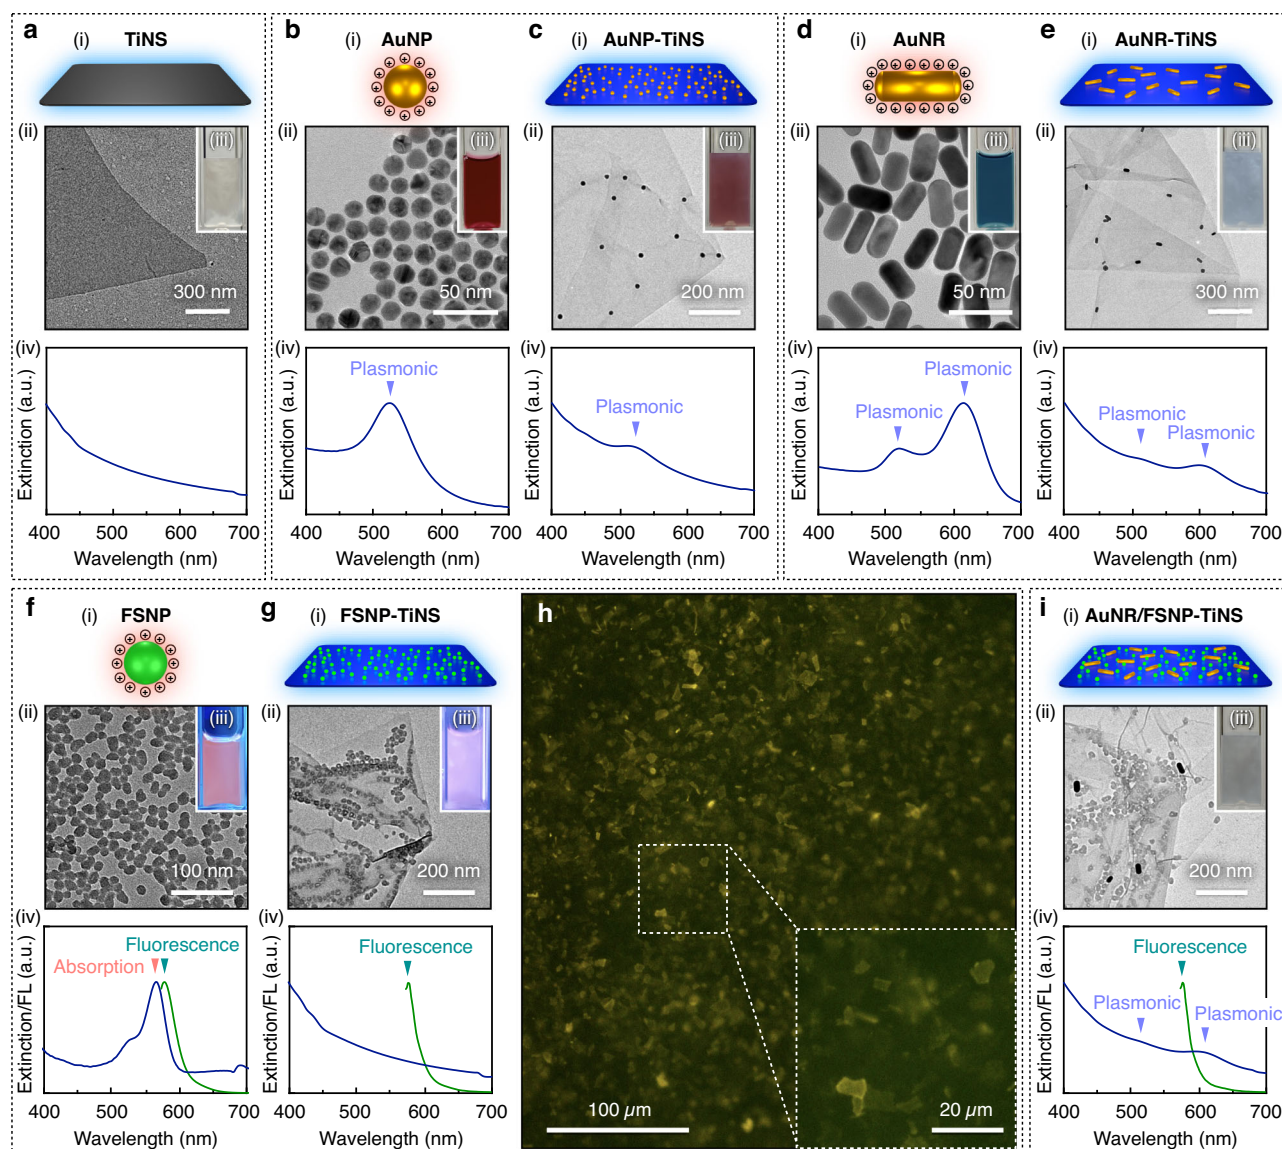 a
(i) TiNS
(ii)
(iii)
300 nm
(iv)
Extinction (a.u.)
400 500 600 700
Wavelength (nm)
b
(i) AuNP
(ii)
(iii)
50 nm
(iv)
Extinction (a.u.)
Plasmonic
400 500 600 700
Wavelength (nm)
c
(i) AuNP-TiNS
(ii)
(iii)
200 nm
(iv)
Extinction (a.u.)
Plasmonic
400 500 600 700
Wavelength (nm)
d
(i) AuNR
(ii)
(iii)
50 nm
(iv)
Extinction (a.u.)
Plasmonic
Plasmonic
400 500 600 700
Wavelength (nm)
e
(i) AuNR-TiNS
(ii)
(iii)
300 nm
(iv)
Extinction (a.u.)
Plasmonic
Plasmonic
400 500 600 700
Wavelength (nm)
f
(i) FSNP
(ii)
(iii)
100 nm
(iv)
Extinction/FL (a.u.)
Fluorescence
Absorption
400 500 600 700
Wavelength (nm)
g
(i) FSNP-TiNS
(ii)
(iii)
200 nm
(iv)
Extinction/FL (a.u.)
Fluorescence
400 500 600 700
Wavelength (nm)
h
100 µm
20 µm
i
(i) AuNR/FSNP-TiNS
(ii)
(iii)
200 nm
(iv)
Extinction/FL (a.u.)
Fluorescence
Plasmonic
Plasmonic
400 500 600 700
Wavelength (nm)